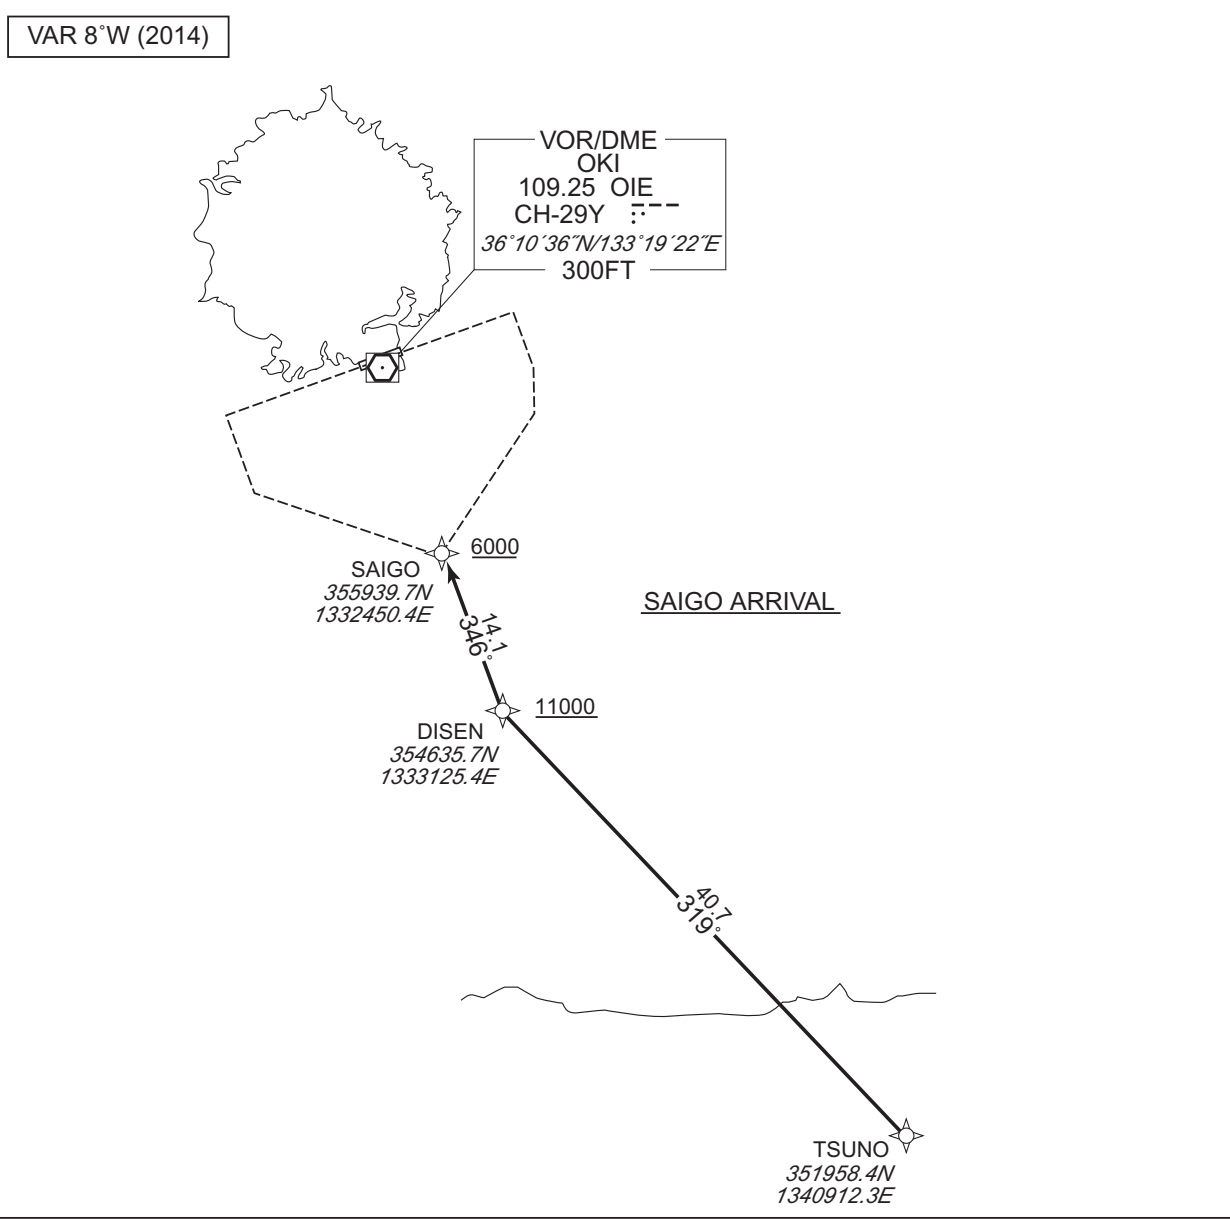 VAR 8°W (2014)
VOR/DME
OKI
109.25 OIE
CH-29Y
36°10´36˝N/133°19´22˝E
300FT
6000
SAIGO
355939.7N
1332450.4E
SAIGO ARRIVAL
14.1
346°
11000
DISEN
354635.7N
1333125.4E
40.7
319°
TSUNO
351958.4N
1340912.3E